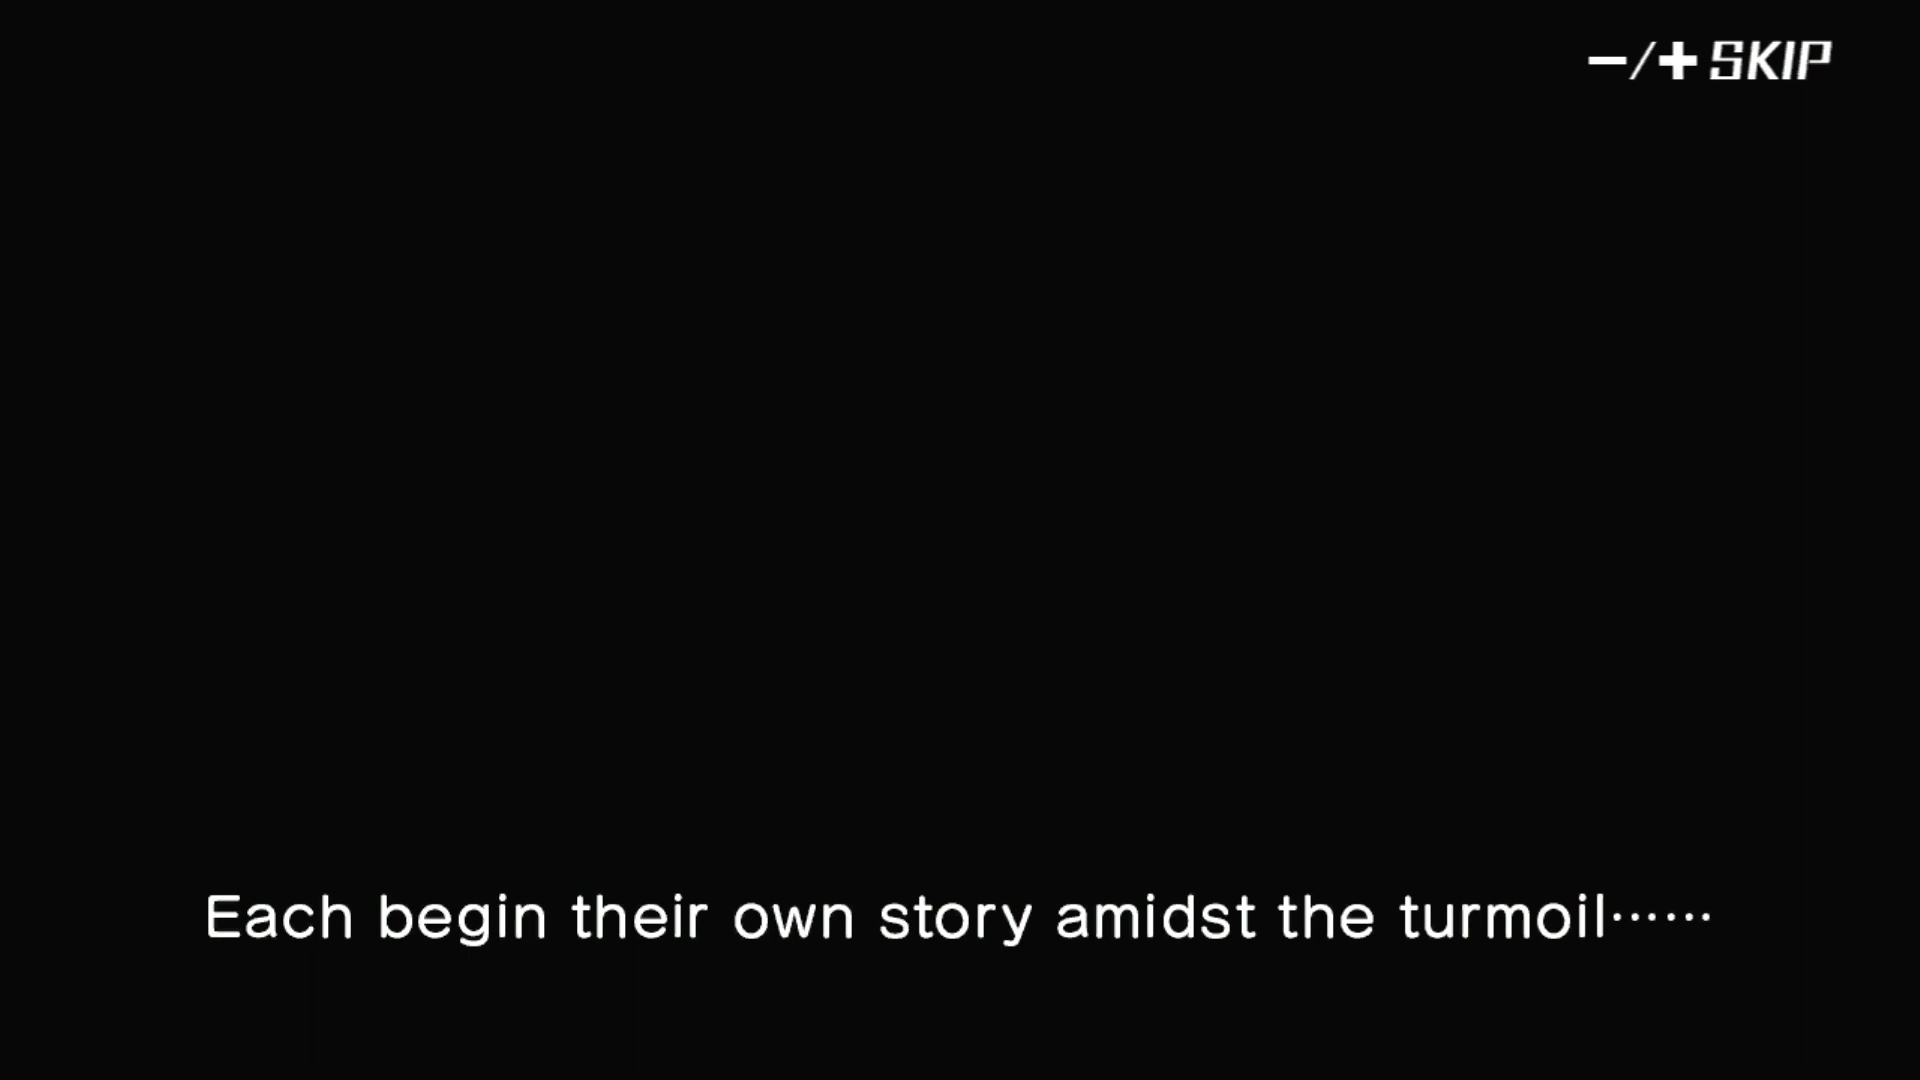 −/+ SKIP
Each begin their own story amidst the turmoil……